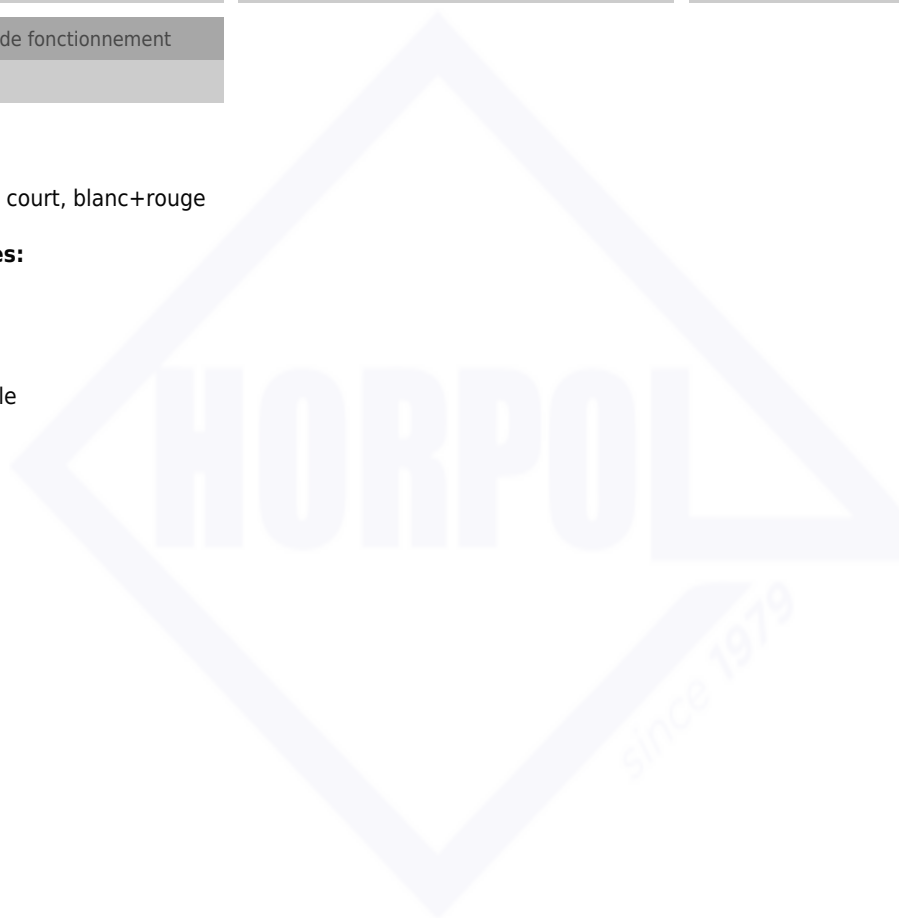 de fonctionnement
court, blanc+rouge
es:
le
HORPOL
since 1979